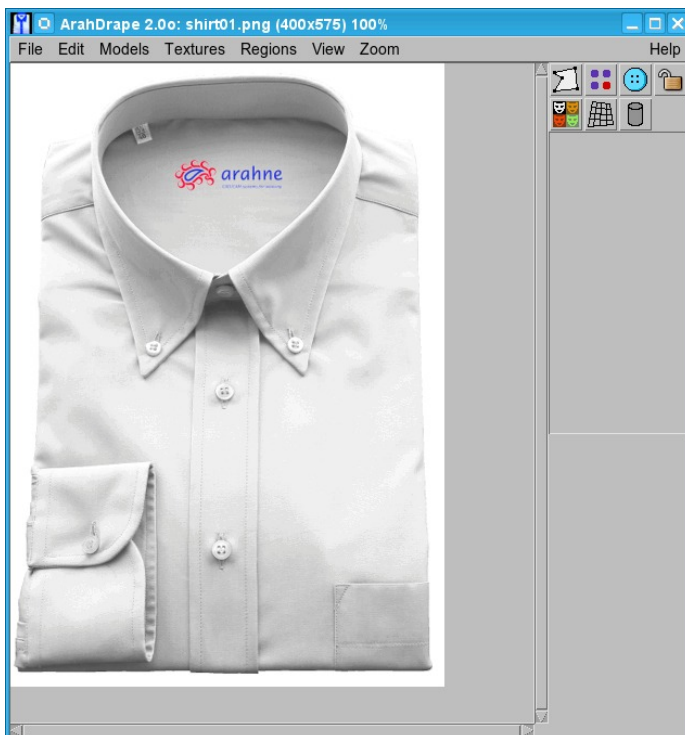 ArahDrape 2.0o: shirt01.png (400x575) 100%
File Edit Models Textures Regions View Zoom Help
arahne